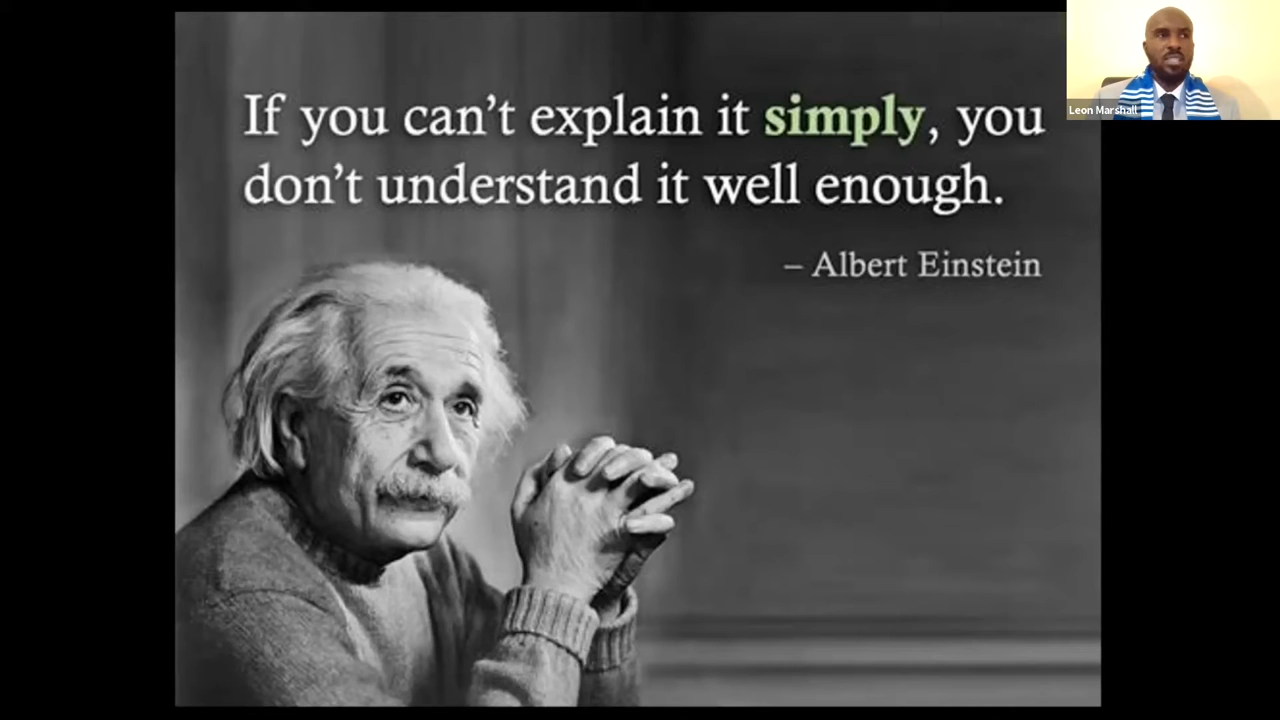 If you can’t explain it simply, you
don’t understand it well enough.
– Albert Einstein
Leon Marshall